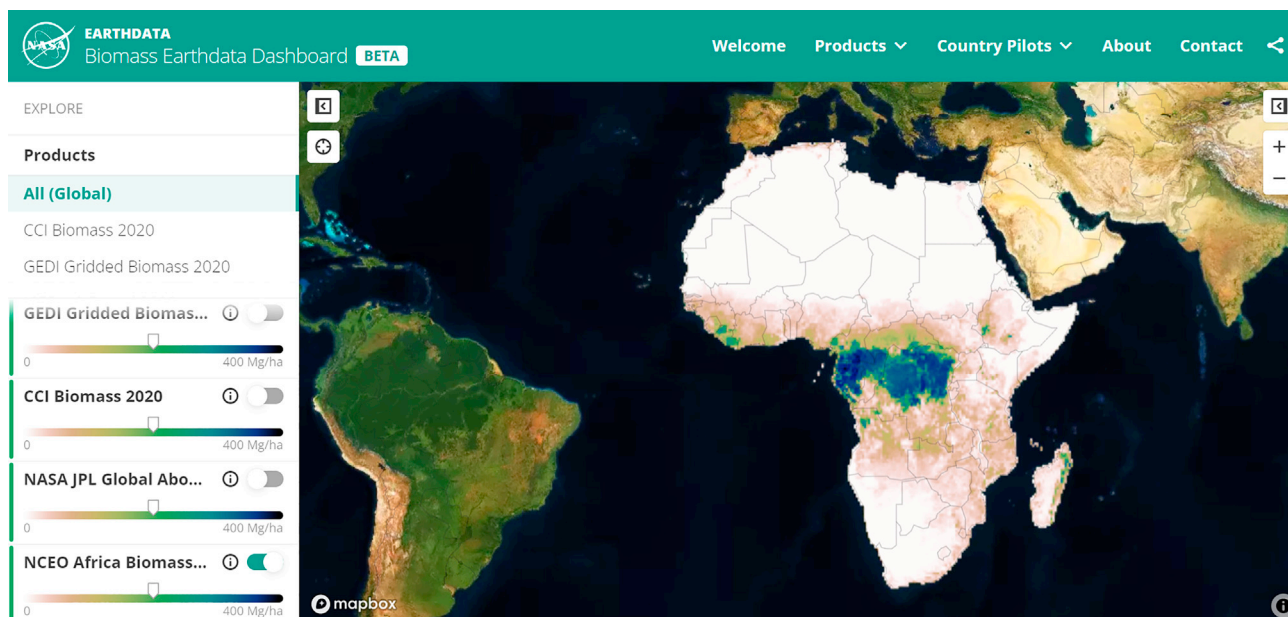 NASA
EARTHDATA
Biomass Earthdata Dashboard BETA
Welcome Products Country Pilots About Contact
EXPLORE
Products
All (Global)
CCI Biomass 2020
GEDI Gridded Biomass 2020
GEDI Gridded Biomas...
0 400 Mg/ha
CCI Biomass 2020
0 400 Mg/ha
NASA JPL Global Abo...
0 400 Mg/ha
NCEO Africa Biomass...
0 400 Mg/ha
mapbox